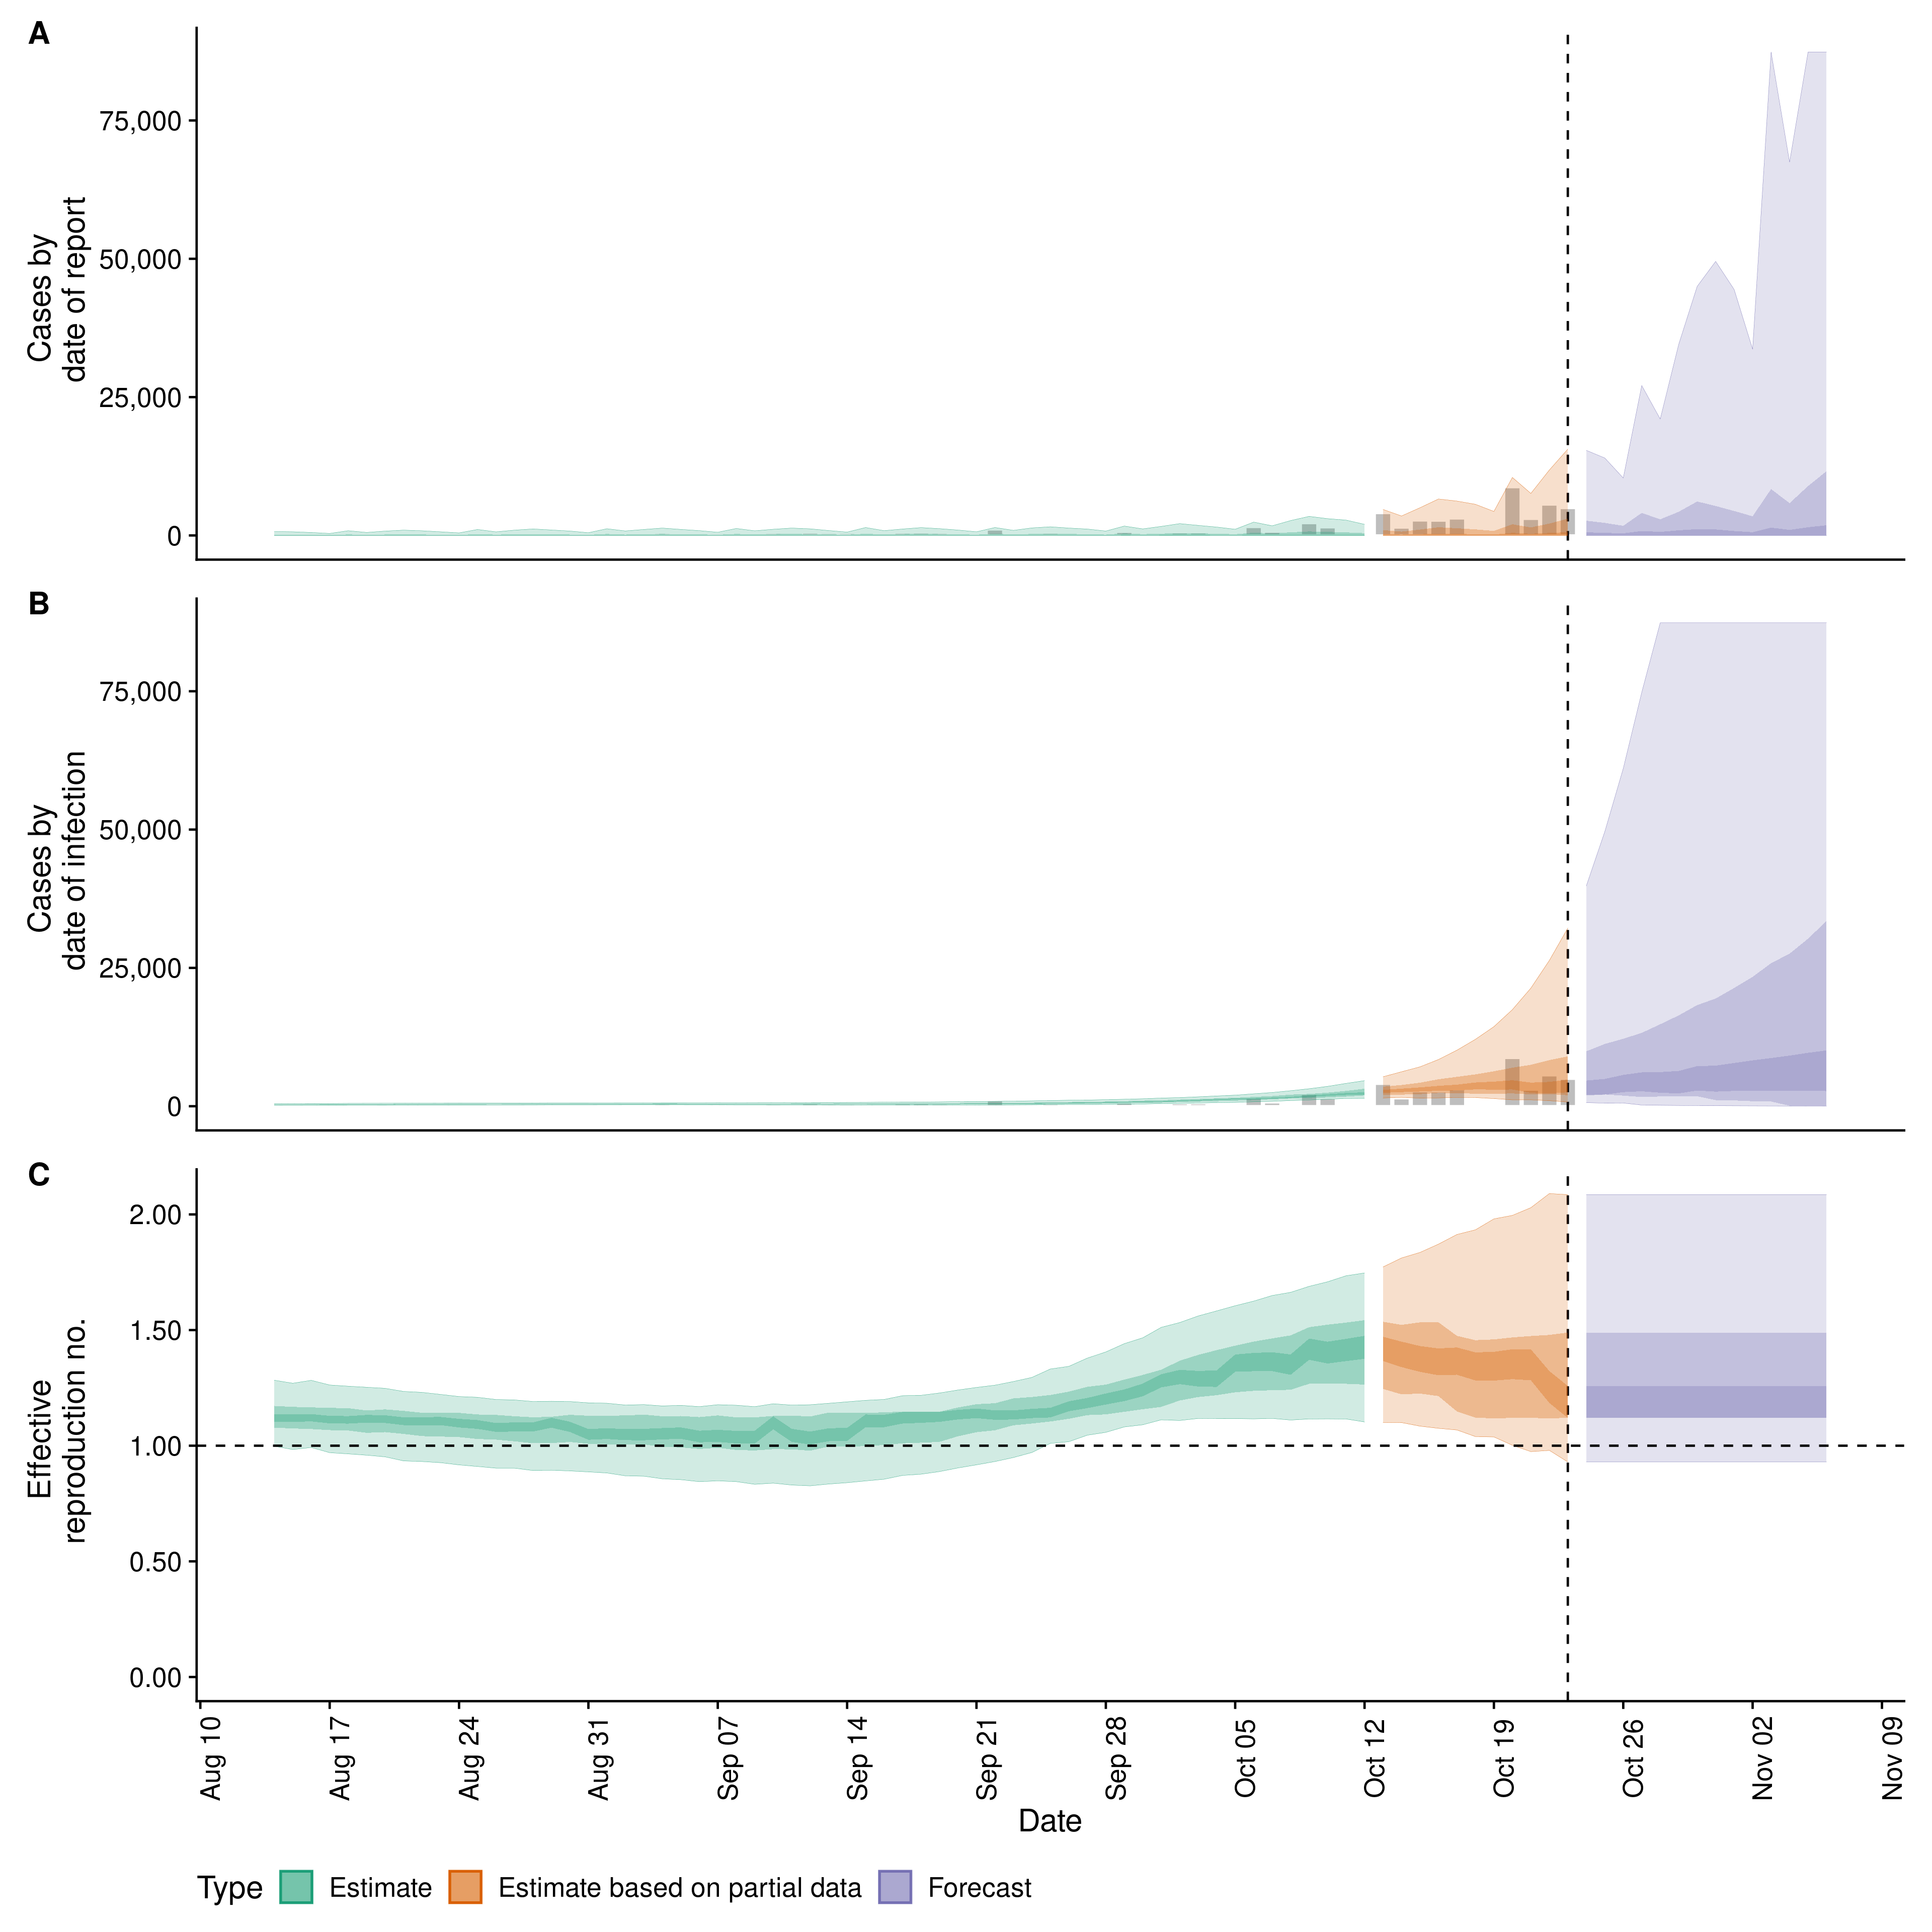 A
Cases by
date of report
75,000
50,000
25,000
0
B
Cases by
date of infection
75,000
50,000
25,000
0
C
Effective
reproduction no.
2.00
1.50
1.00
0.50
0.00
Aug 10
Aug 17
Aug 24
Aug 31
Sep 07
Sep 14
Sep 21
Sep 28
Oct 05
Oct 12
Oct 19
Oct 26
Nov 02
Nov 09
Date
Type Estimate Estimate based on partial data Forecast